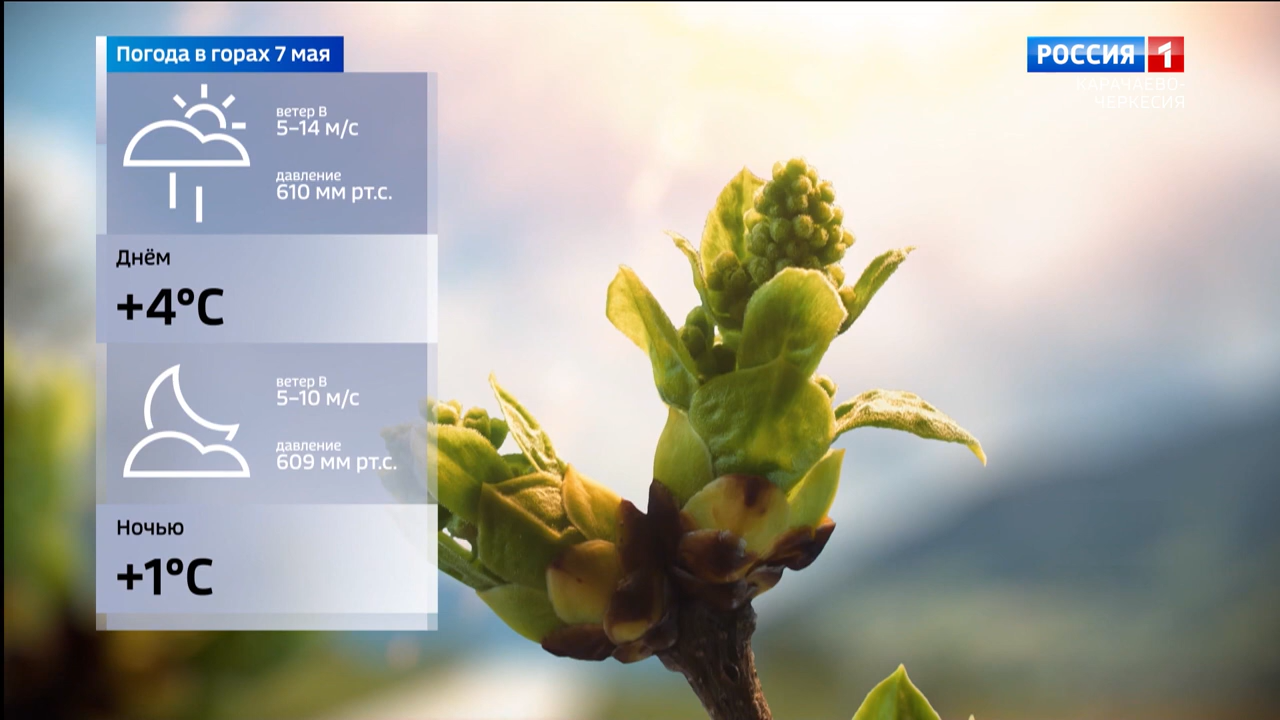 Погода в горах 7 мая
РОССИЯ 1
КАРАЧАЕВО-
ЧЕРКЕСИЯ
ветер В
5–14 м/с
давление
610 мм рт.с.
Днём
+4°C
ветер В
5–10 м/с
давление
609 мм рт.с.
Ночью
+1°C